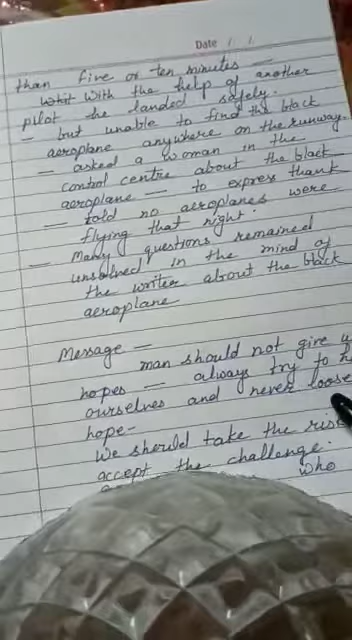 Date / /
than five or ten minutes —
with the help of another
pilot he landed safely.
— but unable to find the black
aeroplane anywhere on the runway.
— asked a woman in the
control centre about the black
aeroplane — to express thank
— told no aeroplanes were
flying that night.
— Many questions remained
unsolved in the mind of
the writer about the black
aeroplane
Message —
man should not give u
hopes — always try to h
ourselves and never loose
hope-
We should take the risk
accept the challenge.
who